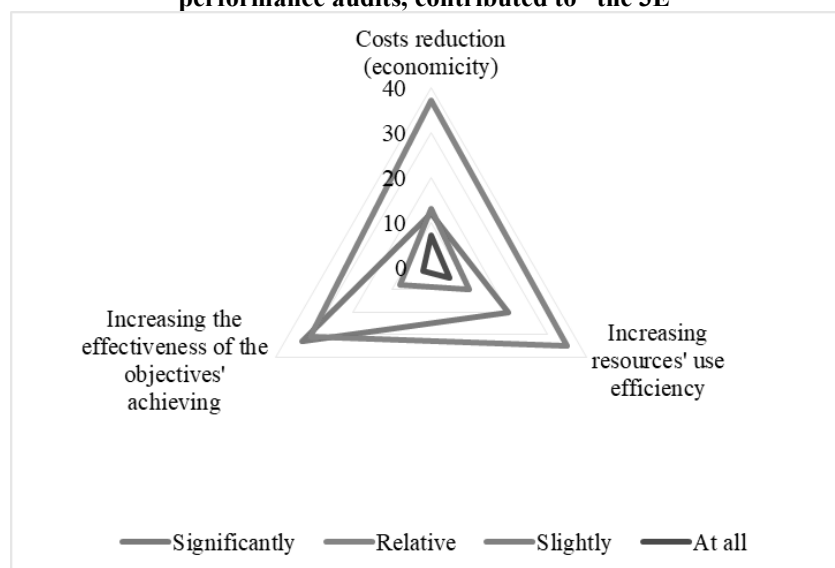 performance audits, contributed to the 3E
Costs reduction
(economicity)
40
30
20
10
0
Increasing the
effectiveness of the
objectives'
achieving
Increasing
resources' use
efficiency
Significantly
Relative
Slightly
At all